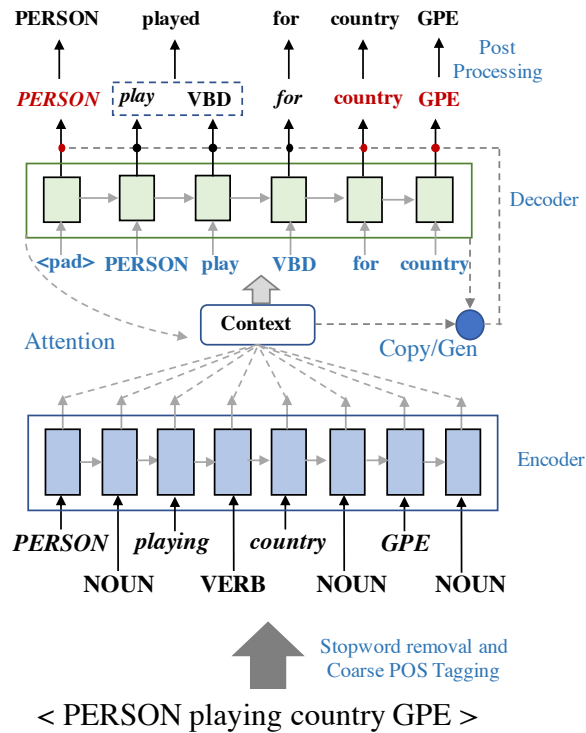 PERSON played for country GPE
Post
Processing
PERSON play VBD for country GPE
Decoder
<pad> PERSON play VBD for country
Context
Attention
Copy/Gen
Encoder
PERSON playing country GPE
NOUN VERB NOUN NOUN
Stopword removal and
Coarse POS Tagging
< PERSON playing country GPE >